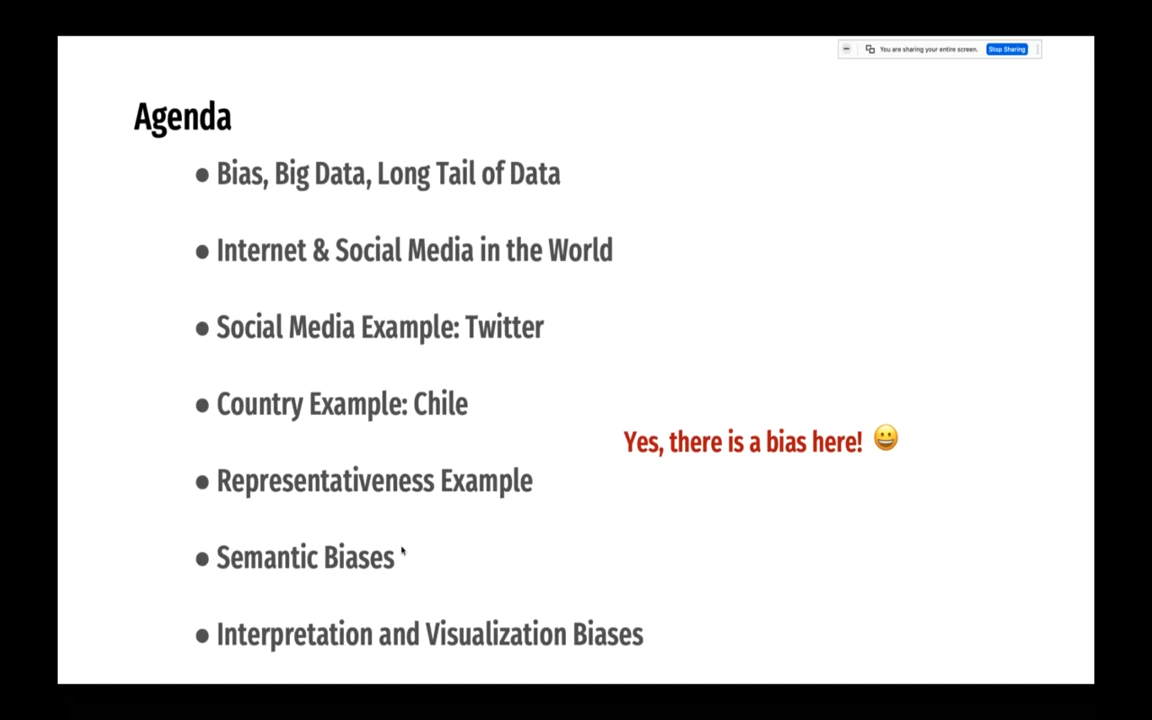 You are sharing your entire screen. Stop Sharing
Agenda
● Bias, Big Data, Long Tail of Data
● Internet & Social Media in the World
● Social Media Example: Twitter
● Country Example: Chile
Yes, there is a bias here! 😀
● Representativeness Example
● Semantic Biases
● Interpretation and Visualization Biases